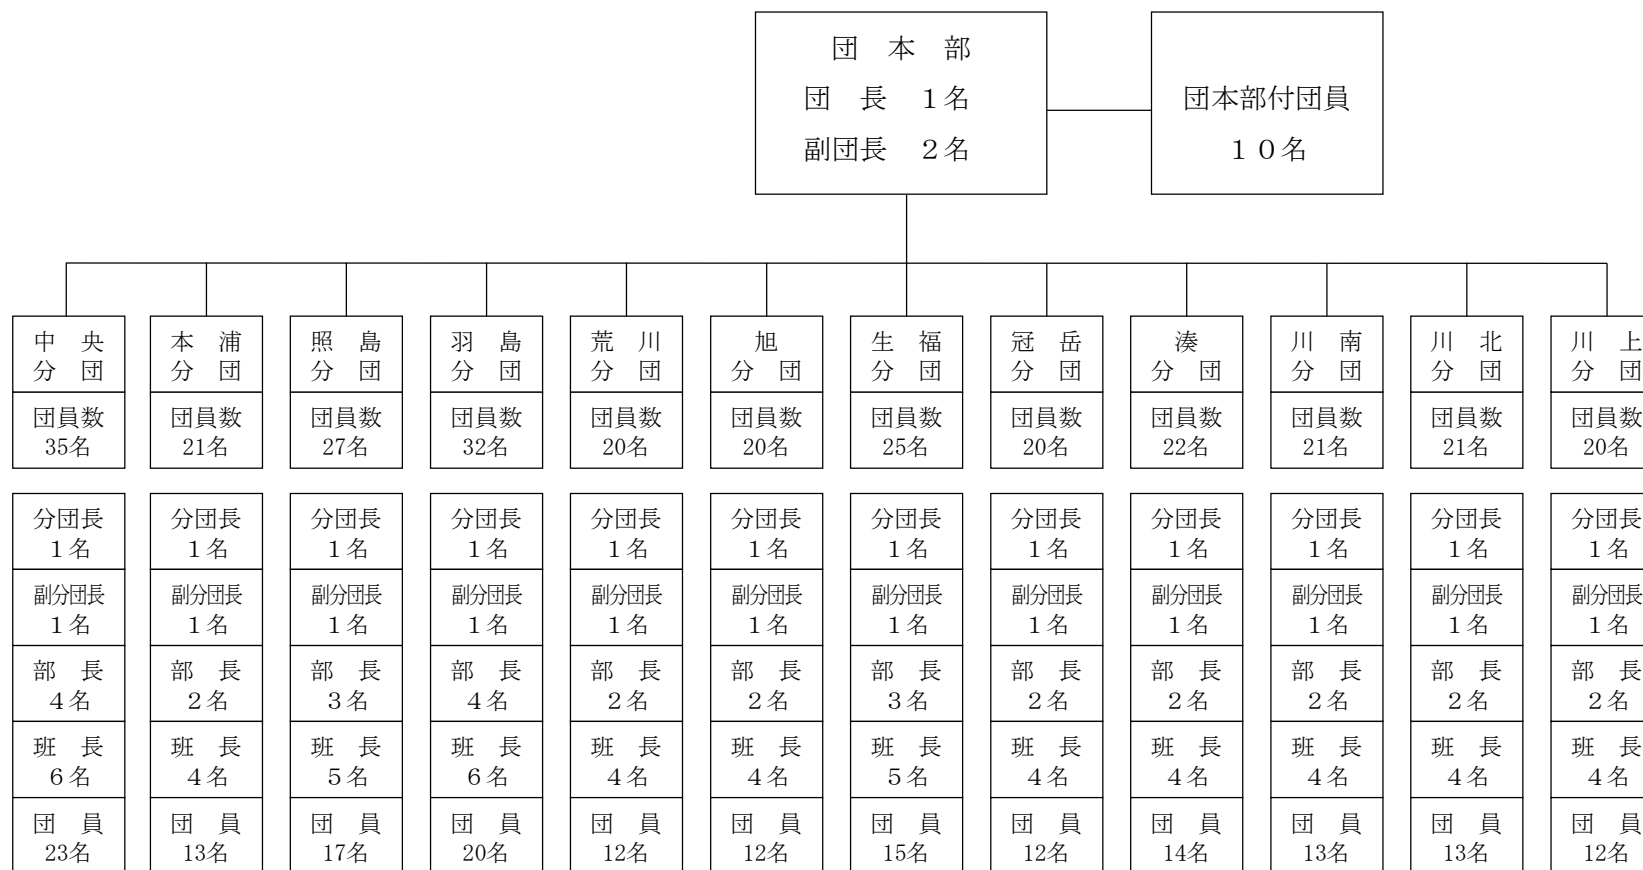 団　本　部
団　長　１名
副団長　２名
団本部付団員
１０名
中　央
分　団
団員数
35名
分団長
１名
副分団長
１名
部　長
４名
班　長
６名
団　員
23名
本　浦
分　団
団員数
21名
分団長
１名
副分団長
１名
部　長
２名
班　長
４名
団　員
13名
照　島
分　団
団員数
27名
分団長
１名
副分団長
１名
部　長
３名
班　長
５名
団　員
17名
羽　島
分　団
団員数
32名
分団長
１名
副分団長
１名
部　長
４名
班　長
６名
団　員
20名
荒　川
分　団
団員数
20名
分団長
１名
副分団長
１名
部　長
２名
班　長
４名
団　員
12名
旭
分　団
団員数
20名
分団長
１名
副分団長
１名
部　長
２名
班　長
４名
団　員
12名
生　福
分　団
団員数
25名
分団長
１名
副分団長
１名
部　長
３名
班　長
５名
団　員
15名
冠　岳
分　団
団員数
20名
分団長
１名
副分団長
１名
部　長
２名
班　長
４名
団　員
12名
湊
分　団
団員数
22名
分団長
１名
副分団長
１名
部　長
２名
班　長
４名
団　員
14名
川　南
分　団
団員数
21名
分団長
１名
副分団長
１名
部　長
２名
班　長
４名
団　員
13名
川　北
分　団
団員数
21名
分団長
１名
副分団長
１名
部　長
２名
班　長
４名
団　員
13名
川　上
分　団
団員数
20名
分団長
１名
副分団長
１名
部　長
２名
班　長
４名
団　員
12名